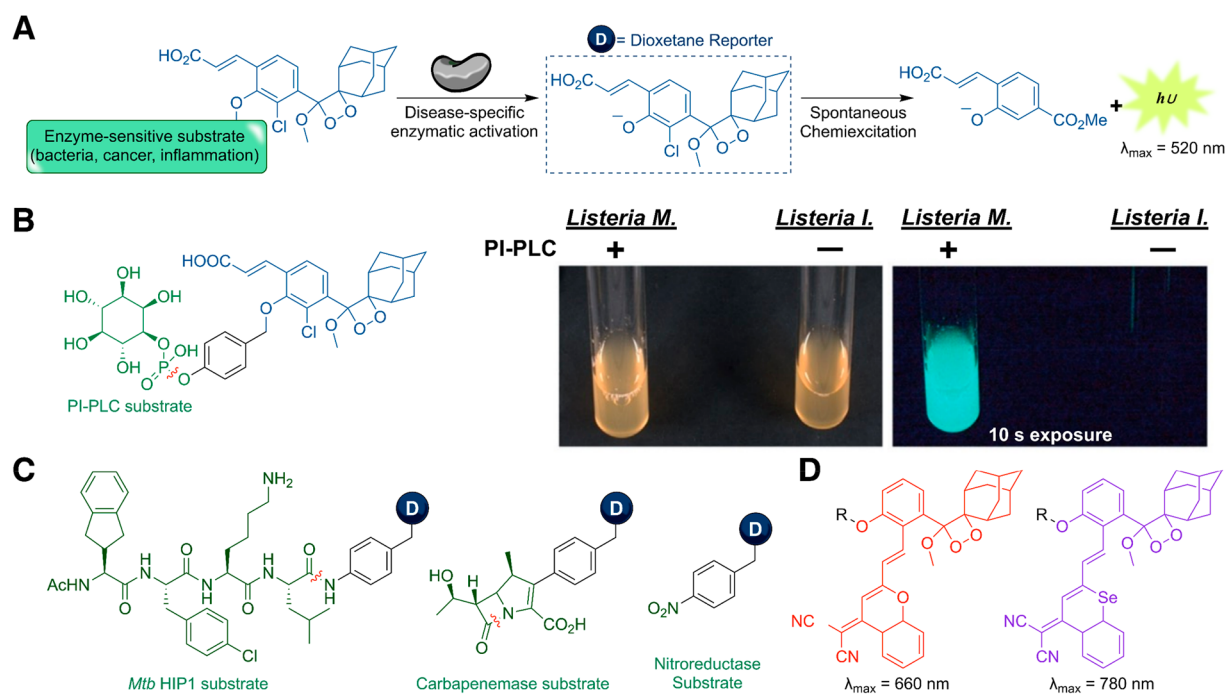 A
D = Dioxetane Reporter
HO2C
O
Cl
O
O
O
Enzyme-sensitive substrate
(bacteria, cancer, inflammation)
Disease-specific
enzymatic activation
HO2C
−
O
Cl
O
O
O
Spontaneous
Chemiexcitation
HO2C
−
O
CO2Me
+
hυ
λmax = 520 nm
B
Listeria M.
Listeria I.
Listeria M.
Listeria I.
PI-PLC
+
−
+
−
OH
HO
OH
HO
O
OH
OH
P
O
O
HOOC
O
Cl
O
O
O
PI-PLC substrate
10 s exposure
C
NH2
D
AcHN
O
H
N
O
N
H
O
H
N
O
N
H
Cl
Mtb HIP1 substrate
D
HO
H
N
O
CO2H
Carbapenemase substrate
D
O2N
Nitroreductase
Substrate
D
R
O
O
O
O
O
NC
CN
λmax = 660 nm
R
O
O
O
O
Se
NC
CN
λmax = 780 nm